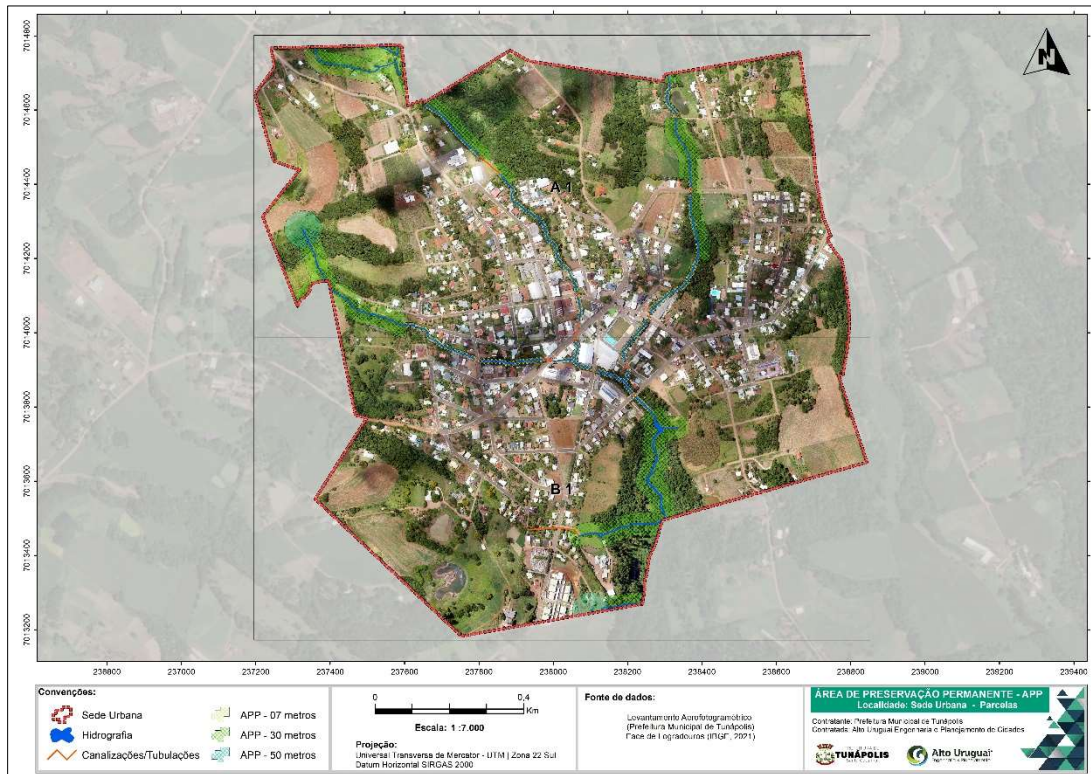 7014800
7014600
7014400
7014200
7014000
7013800
7013600
7013400
7013200
N
A 1
B 1
236800
237000
237200
237400
237600
237800
238000
238200
238400
238600
238800
239000
239200
239400
Convenções:
Sede Urbana
Hidrografia
Canalizações/Tubulações
APP - 07 metros
APP - 30 metros
APP - 50 metros
0 0,4
Km
Escala: 1 :7.000
Projeção:
Universal Transversa de Mercator - UTM | Zona 22 Sul
Datum Horizontal SIRGAS 2000
Fonte de dados:
Levantamento Aerofotogramétrico
(Prefeitura Municipal de Tunápolis)
Face de Logradouros (IBGE, 2021)
ÁREA DE PRESERVAÇÃO PERMANENTE - APP
Localidade: Sede Urbana - Parcelas
Contratante: Prefeitura Municipal de Tunápolis
Contratada: Alto Uruguai Engenharia e Planejamento de Cidades
TUNÁPOLIS
Alto Uruguai